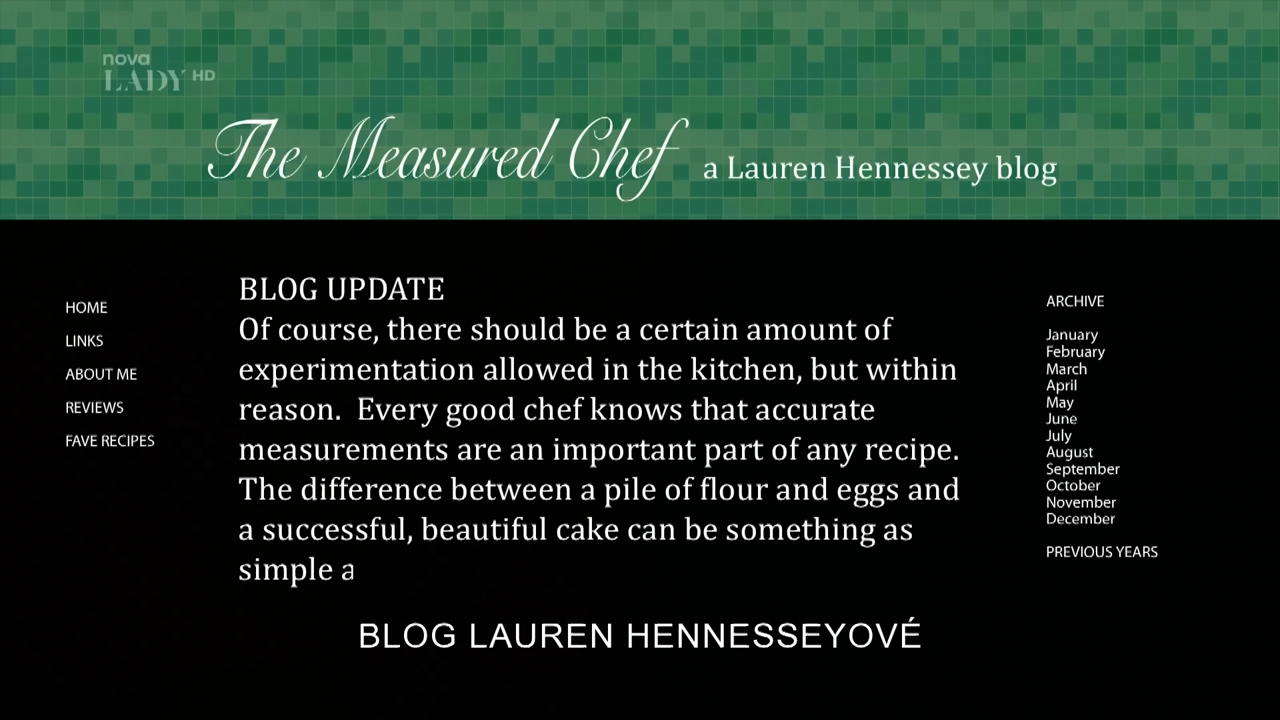 nova
LADY HD
The Measured Chef a Lauren Hennessey blog
HOME
LINKS
ABOUT ME
REVIEWS
FAVE RECIPES
BLOG UPDATE
Of course, there should be a certain amount of
experimentation allowed in the kitchen, but within
reason.  Every good chef knows that accurate
measurements are an important part of any recipe.
The difference between a pile of flour and eggs and
a successful, beautiful cake can be something as
simple a
ARCHIVE
January
February
March
April
May
June
July
August
September
October
November
December
PREVIOUS YEARS
BLOG LAUREN HENNESSEYOVÉ